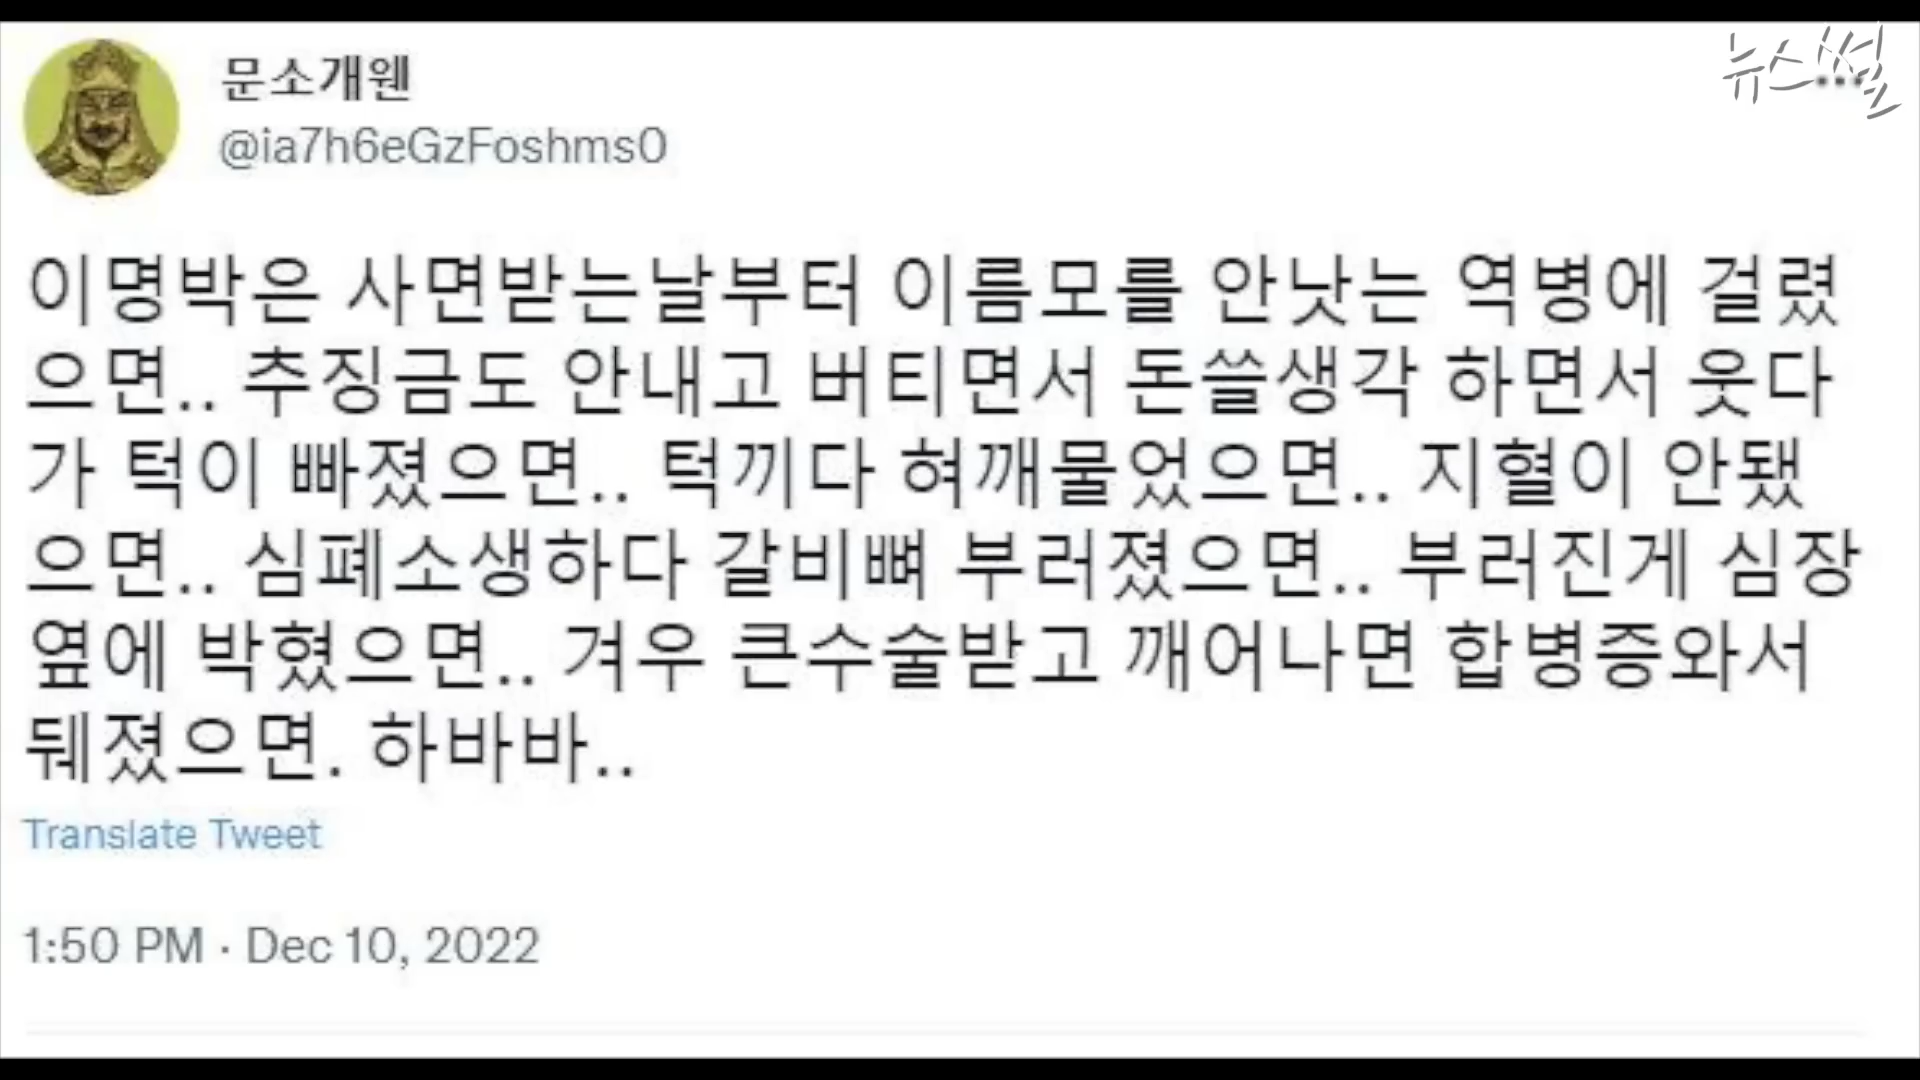 뉴스썰
문소개웬
@ia7h6eGzFoshms0
이명박은 사면받는날부터 이름모를 안낫는 역병에 걸렸
으면.. 추징금도 안내고 버티면서 돈쓸생각 하면서 웃다
가 턱이 빠졌으면.. 턱끼다 혀깨물었으면.. 지혈이 안됐
으면.. 심폐소생하다 갈비뼈 부러졌으면.. 부러진게 심장
옆에 박혔으면.. 겨우 큰수술받고 깨어나면 합병증와서
뒈졌으면. 하바바..
Translate Tweet
1:50 PM · Dec 10, 2022